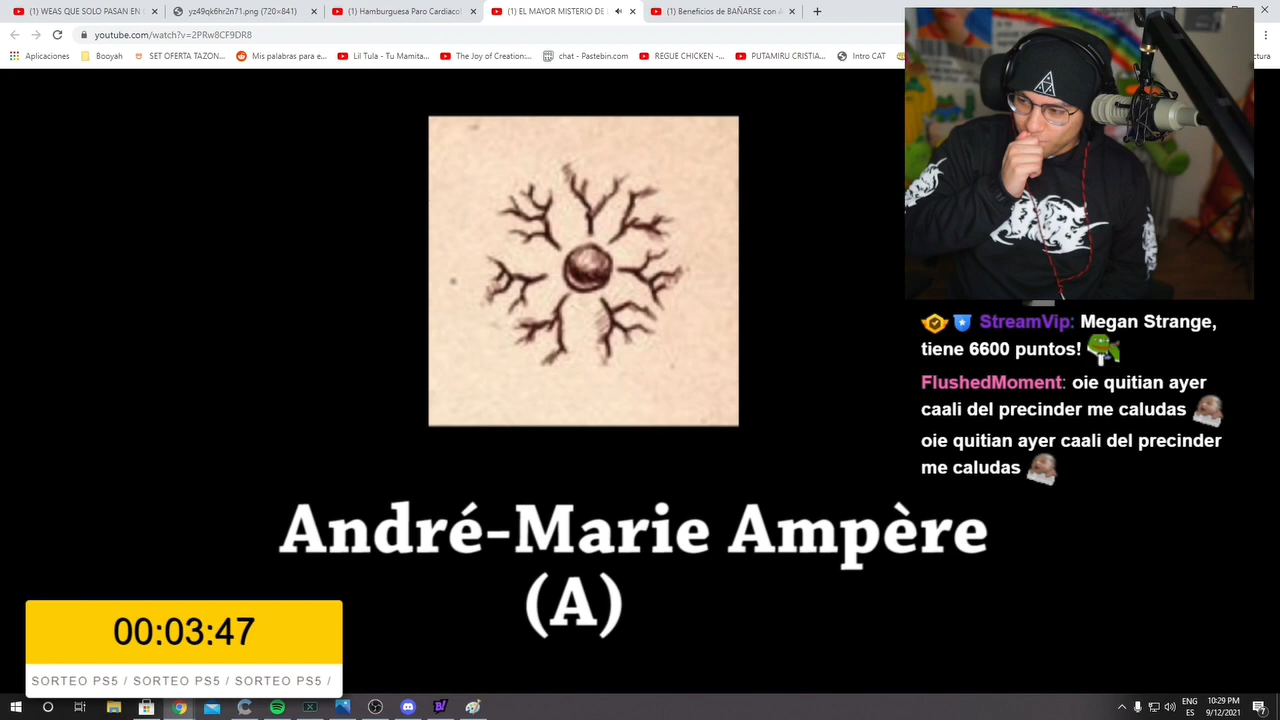 (1) WEAS QUE SOLO PASAN EN
pz49qk6nr2n71.png (720×841)
(1) Hamburguesa Paro Cardiaco
(1) EL MAYOR MISTERIO DE
(1) Beneficios de BAÑARSE con A
youtube.com/watch?v=2PRw8CF9DR8
Aplicaciones
Booyah
SET OFERTA TAZON...
Mis palabras para e...
Lil Tula - Tu Mamita...
The Joy of Creation:...
chat - Pastebin.com
REGUE CHICKEN -...
PUTAMIRU CRISTIA...
Intro CAT
ctura
StreamVip: Megan Strange,
tiene 6600 puntos!
FlushedMoment: oie quitian ayer
caali del precinder me caludas
oie quitian ayer caali del precinder
me caludas
André-Marie Ampère
(A)
00:03:47
SORTEO PS5 / SORTEO PS5 / SORTEO PS5 /
ENG
ES
10:29 PM
9/12/2021